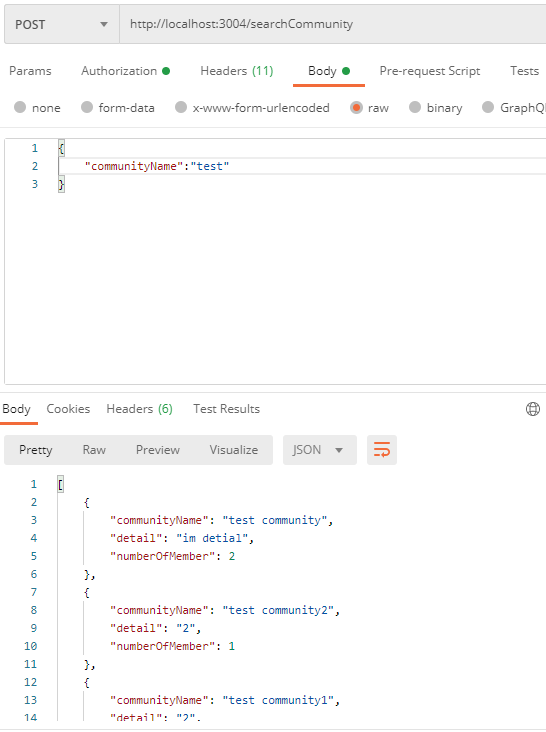 POST http://localhost:3004/searchCommunity
Params Authorization Headers (11) Body Pre-request Script Tests
none form-data x-www-form-urlencoded raw binary GraphQ
1 {
2 "communityName":"test"
3 }
Body Cookies Headers (6) Test Results
Pretty Raw Preview Visualize JSON
1 [
2 {
3 "communityName": "test community",
4 "detail": "im detial",
5 "numberOfMember": 2
6 },
7 {
8 "communityName": "test community2",
9 "detail": "2",
10 "numberOfMember": 1
11 },
12 {
13 "communityName": "test community1",
14 "detail": "2",